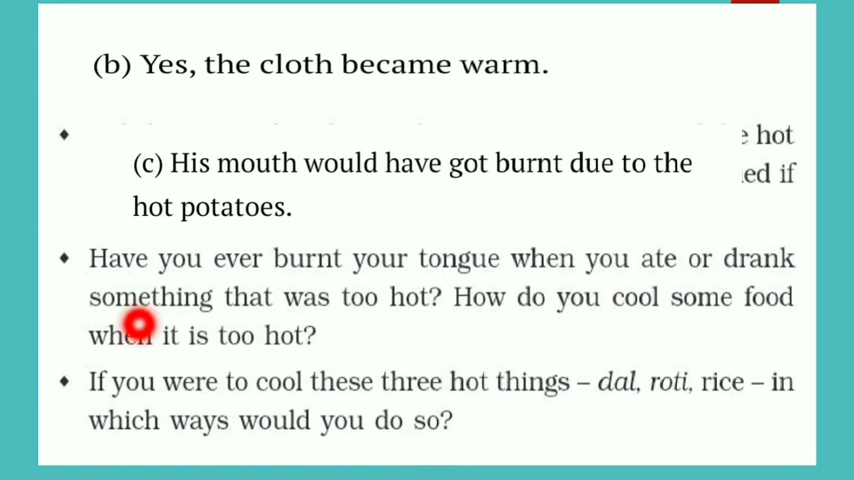 (b) Yes, the cloth became warm.
hot
(c) His mouth would have got burnt due to the
if
hot potatoes.
Have you ever burnt your tongue when you ate or drank
something that was too hot? How do you cool some food
when it is too hot?
If you were to cool these three hot things – dal, roti, rice – in
which ways would you do so?